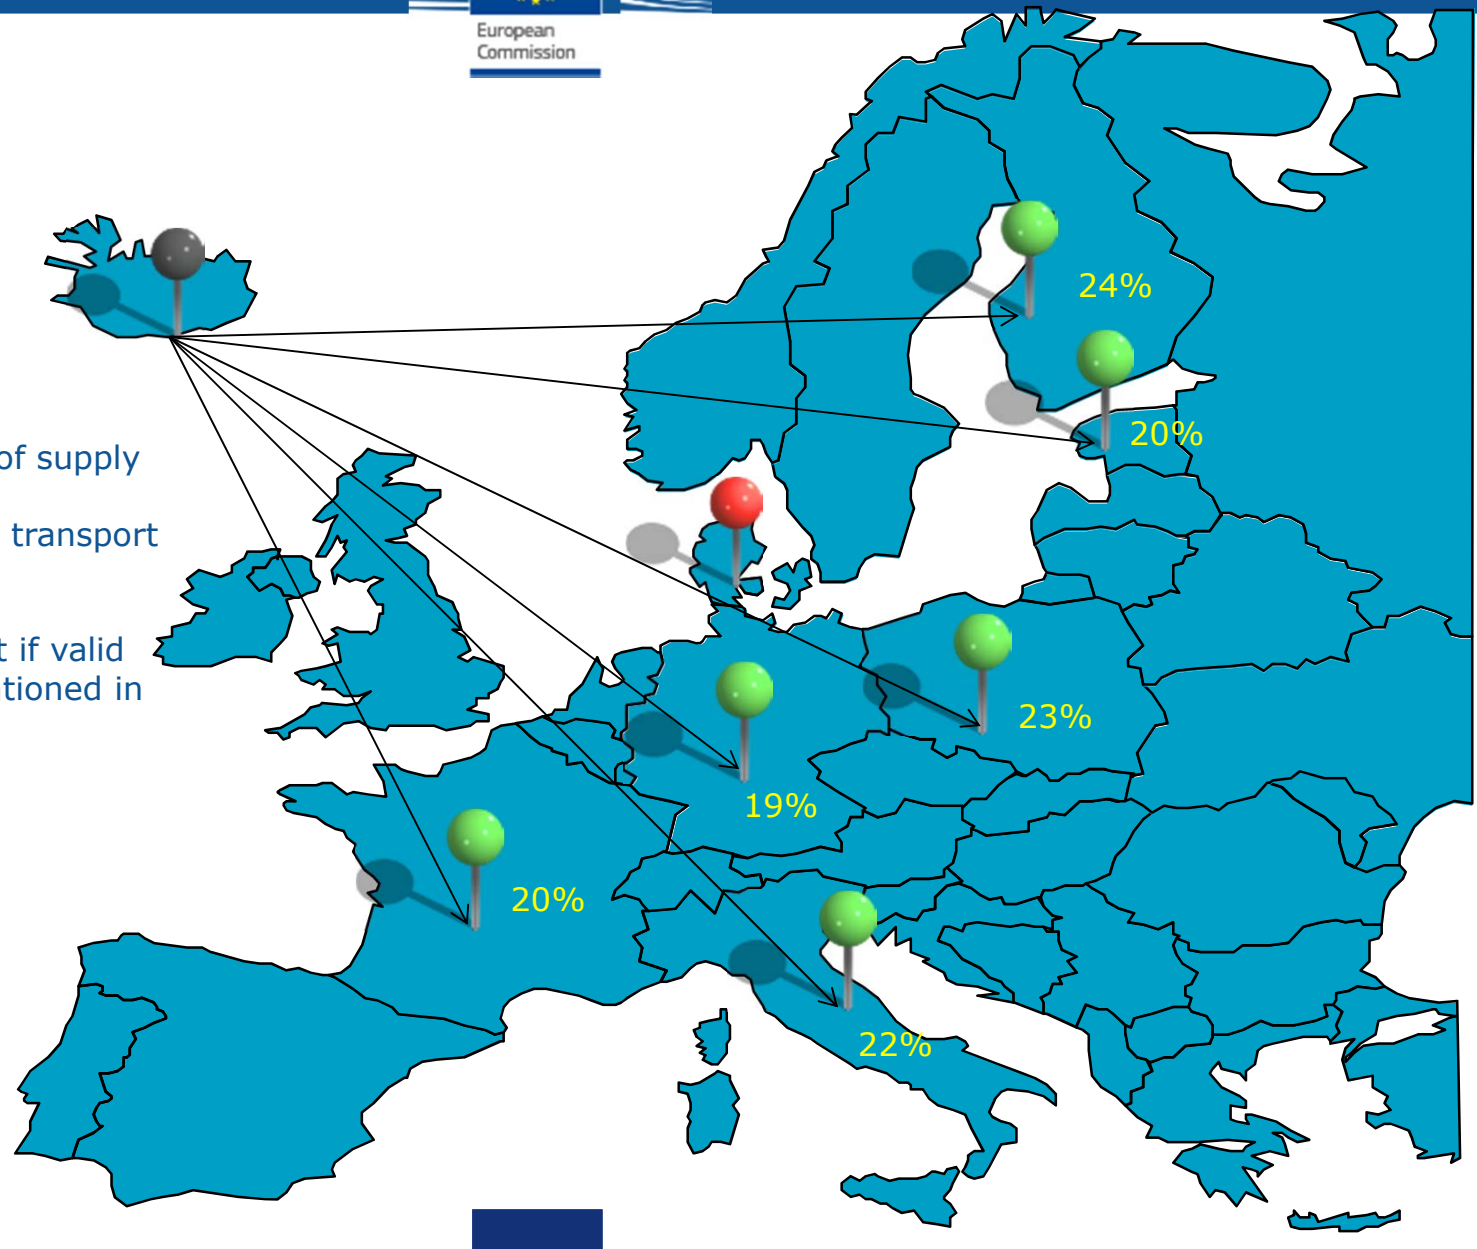 European
Commission
24%
of supply
20%
transport
t if valid
tioned in
23%
19%
20%
22%